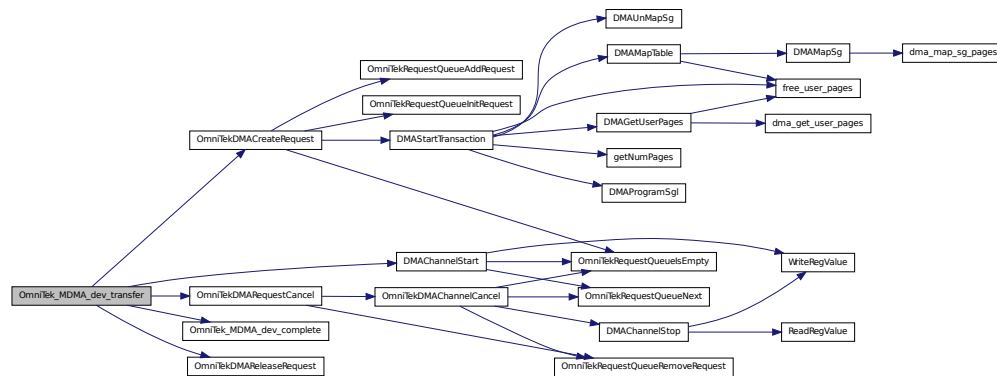 DMAUnMapSg
DMAMapTable
DMAMapSg
dma_map_sg_pages
OmniTekRequestQueueAddRequest
free_user_pages
OmniTekRequestQueueInitRequest
DMAGetUserPages
dma_get_user_pages
OmniTekDMACreateRequest
DMAStartTransaction
getNumPages
DMAProgramSgl
DMAChannelStart
OmniTekRequestQueueIsEmpty
WriteRegValue
OmniTek_MDMA_dev_transfer
OmniTekDMARequestCancel
OmniTekDMAChannelCancel
OmniTekRequestQueueNext
OmniTek_MDMA_dev_complete
DMAChannelStop
ReadRegValue
OmniTekDMAReleaseRequest
OmniTekRequestQueueRemoveRequest